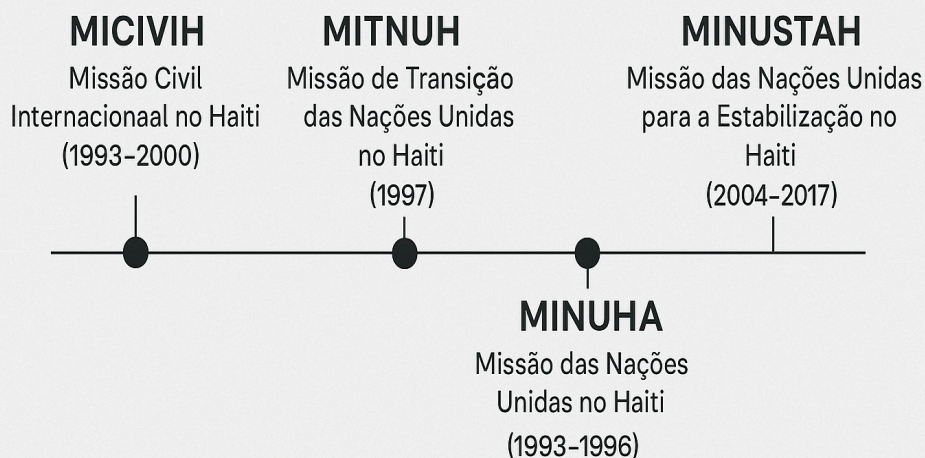 MICIVIH
Missão Civil
Internacionaal no Haiti
(1993–2000)
MITNUH
Missão de Transição
das Nações Unidas
no Haiti
(1997)
MINUSTAH
Missão das Nações Unidas
para a Estabilização no
Haiti
(2004–2017)
MINUHA
Missão das Nações
Unidas no Haiti
(1993–1996)